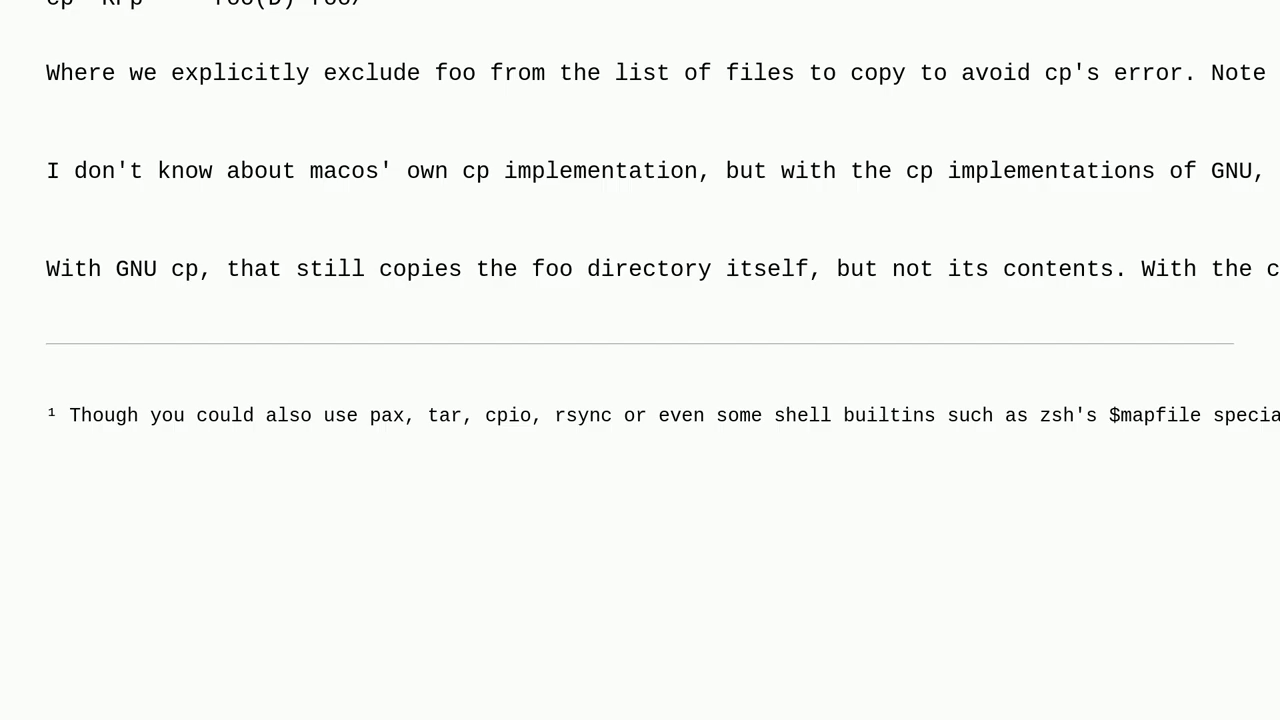 Where we explicitly exclude foo from the list of files to copy to avoid cp's error. Note
I don't know about macos' own cp implementation, but with the cp implementations of GNU,
With GNU cp, that still copies the foo directory itself, but not its contents. With the
¹ Though you could also use pax, tar, cpio, rsync or even some shell builtins such as zsh's $mapfile